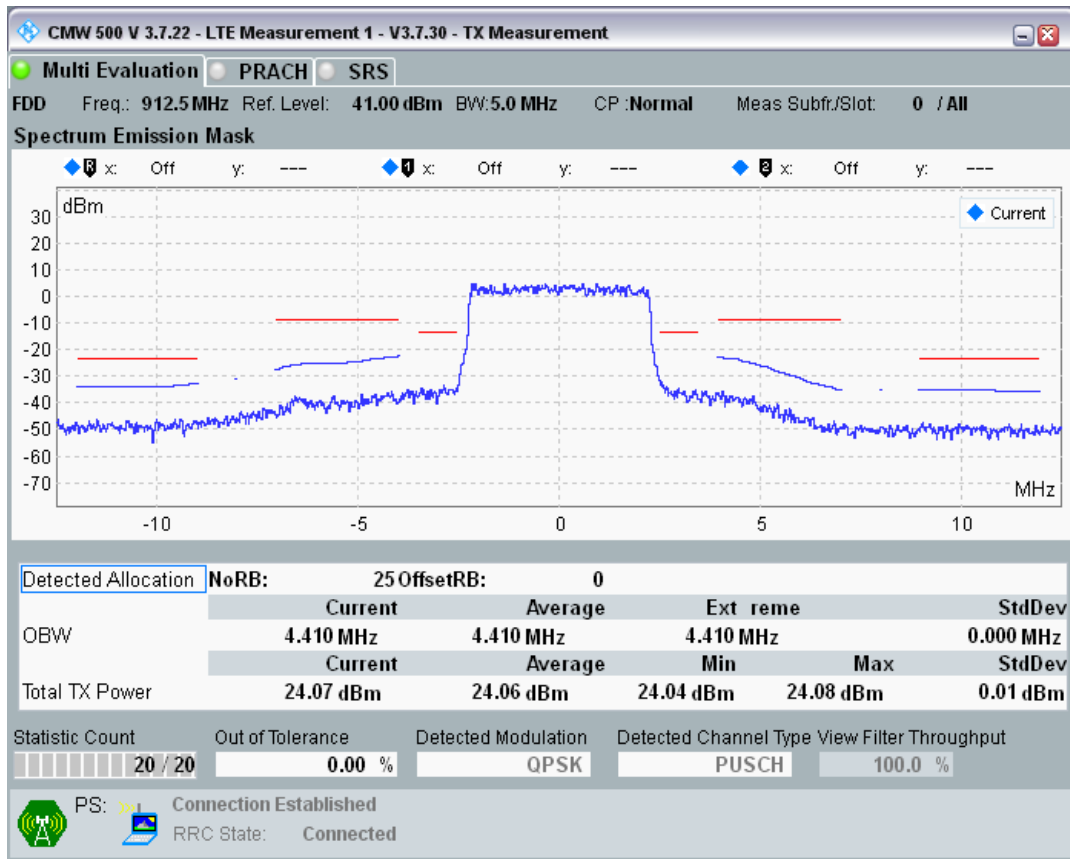 CMW 500 V 3.7.22 - LTE Measurement 1 - V3.7.30 - TX Measurement
Multi Evaluation PRACH SRS
FDD Freq.: 912.5 MHz Ref. Level: 41.00 dBm BW:5.0 MHz CP :Normal Meas Subfr./Slot: 0 / All
Spectrum Emission Mask
R x: Off y: --- 1 x: Off y: --- 2 x: Off y: ---
dBm
Current
30
20
10
0
-10
-20
-30
-40
-50
-60
-70
MHz
-10 -5 0 5 10
Detected Allocation NoRB: 25 OffsetRB: 0
Current Average Ext reme StdDev
OBW 4.410 MHz 4.410 MHz 4.410 MHz 0.000 MHz
Current Average Min Max StdDev
Total TX Power 24.07 dBm 24.06 dBm 24.04 dBm 24.08 dBm 0.01 dBm
Statistic Count Out of Tolerance Detected Modulation Detected Channel Type View Filter Throughput
20 / 20 0.00 % QPSK PUSCH 100.0 %
PS: Connection Established
RRC State: Connected